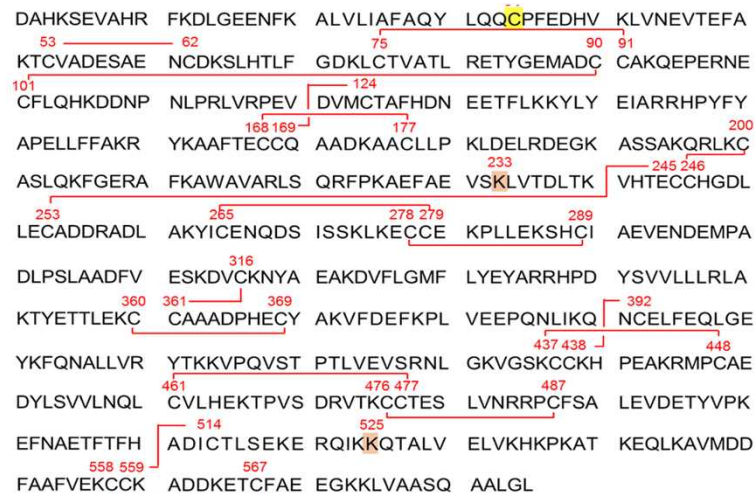 DAHKSEVAHR FKDLGEENFK ALVLIAFAQY LQQCPFEDHV KLVNEVTEFA
53 62 75 90 91
KTCVADESAE NCDKSLHTLF GDKLCTVATL RETYGEMADC CAKQEPERNE
101 124
CFLQHKDDNP NLPRLVRPEV DVMCTAFHDN EETFLKKYLY EIARRHPYFY
168 169 177 200
APELLFFAKR YKAAFTECCQ AADKAACLLP KLDELRDEGK ASSAKQRLKC
233 245 246
ASLQKFGERA FKAWAVARLS QRFPKAEFAE VSKLVTDLTK VHTECCHGDL
253 265 278 279 289
LECADDRADL AKYICENQDS ISSKLKECCE KPLLEKSHCI AEVENDEMPA
316
DLPSLAADFV ESKDVCKNYA EAKDVFLGMF LYEYARRHPD YSVVLLLRLA
360 361 369 392
KTYETTLEKC CAAADPHECY AKVFDEFKPL VEEPQNLIKQ NCELFEQLGE
437 438 448
YKFQNALLVR YTKKVPQVST PTLVEVSRNL GKVGSKCCKH PEAKRMPCAE
461 476 477 487
DYLSVVLNQL CVLHEKTPVS DRVTKCCTES LVNRRPCFSA LEVDETYVPK
514 525
EFNAETFTFH ADICTLSEKER RQIKKQTALV ELVKHKPKAT KEQLKAVMDD
558 559 567
FAAFVEKCCK ADDKETCFAE EGKKLVAASQ AALGL